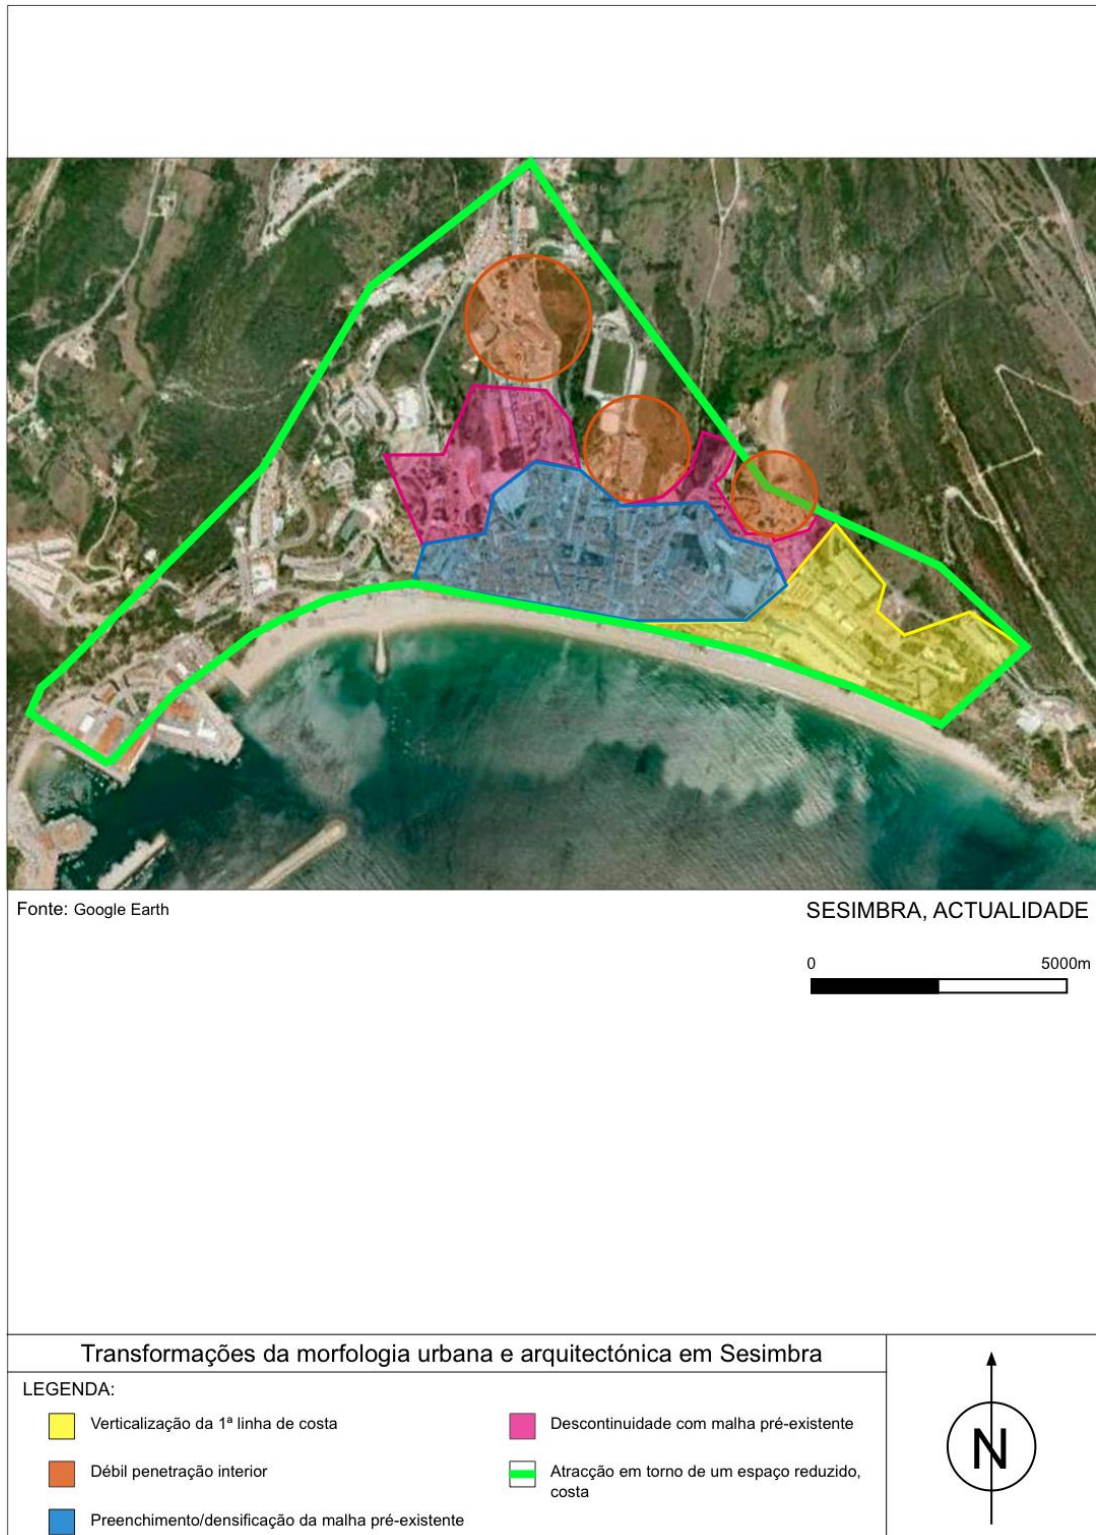 Fonte: Google Earth
SESIMBRA, ACTUALIDADE
0 5000m
Transformações da morfologia urbana e arquitectónica em Sesimbra
LEGENDA:
Verticalização da 1ª linha de costa
Débil penetração interior
Preenchimento/densificação da malha pré-existente
Descontinuidade com malha pré-existente
Atracção em torno de um espaço reduzido,
costa
N